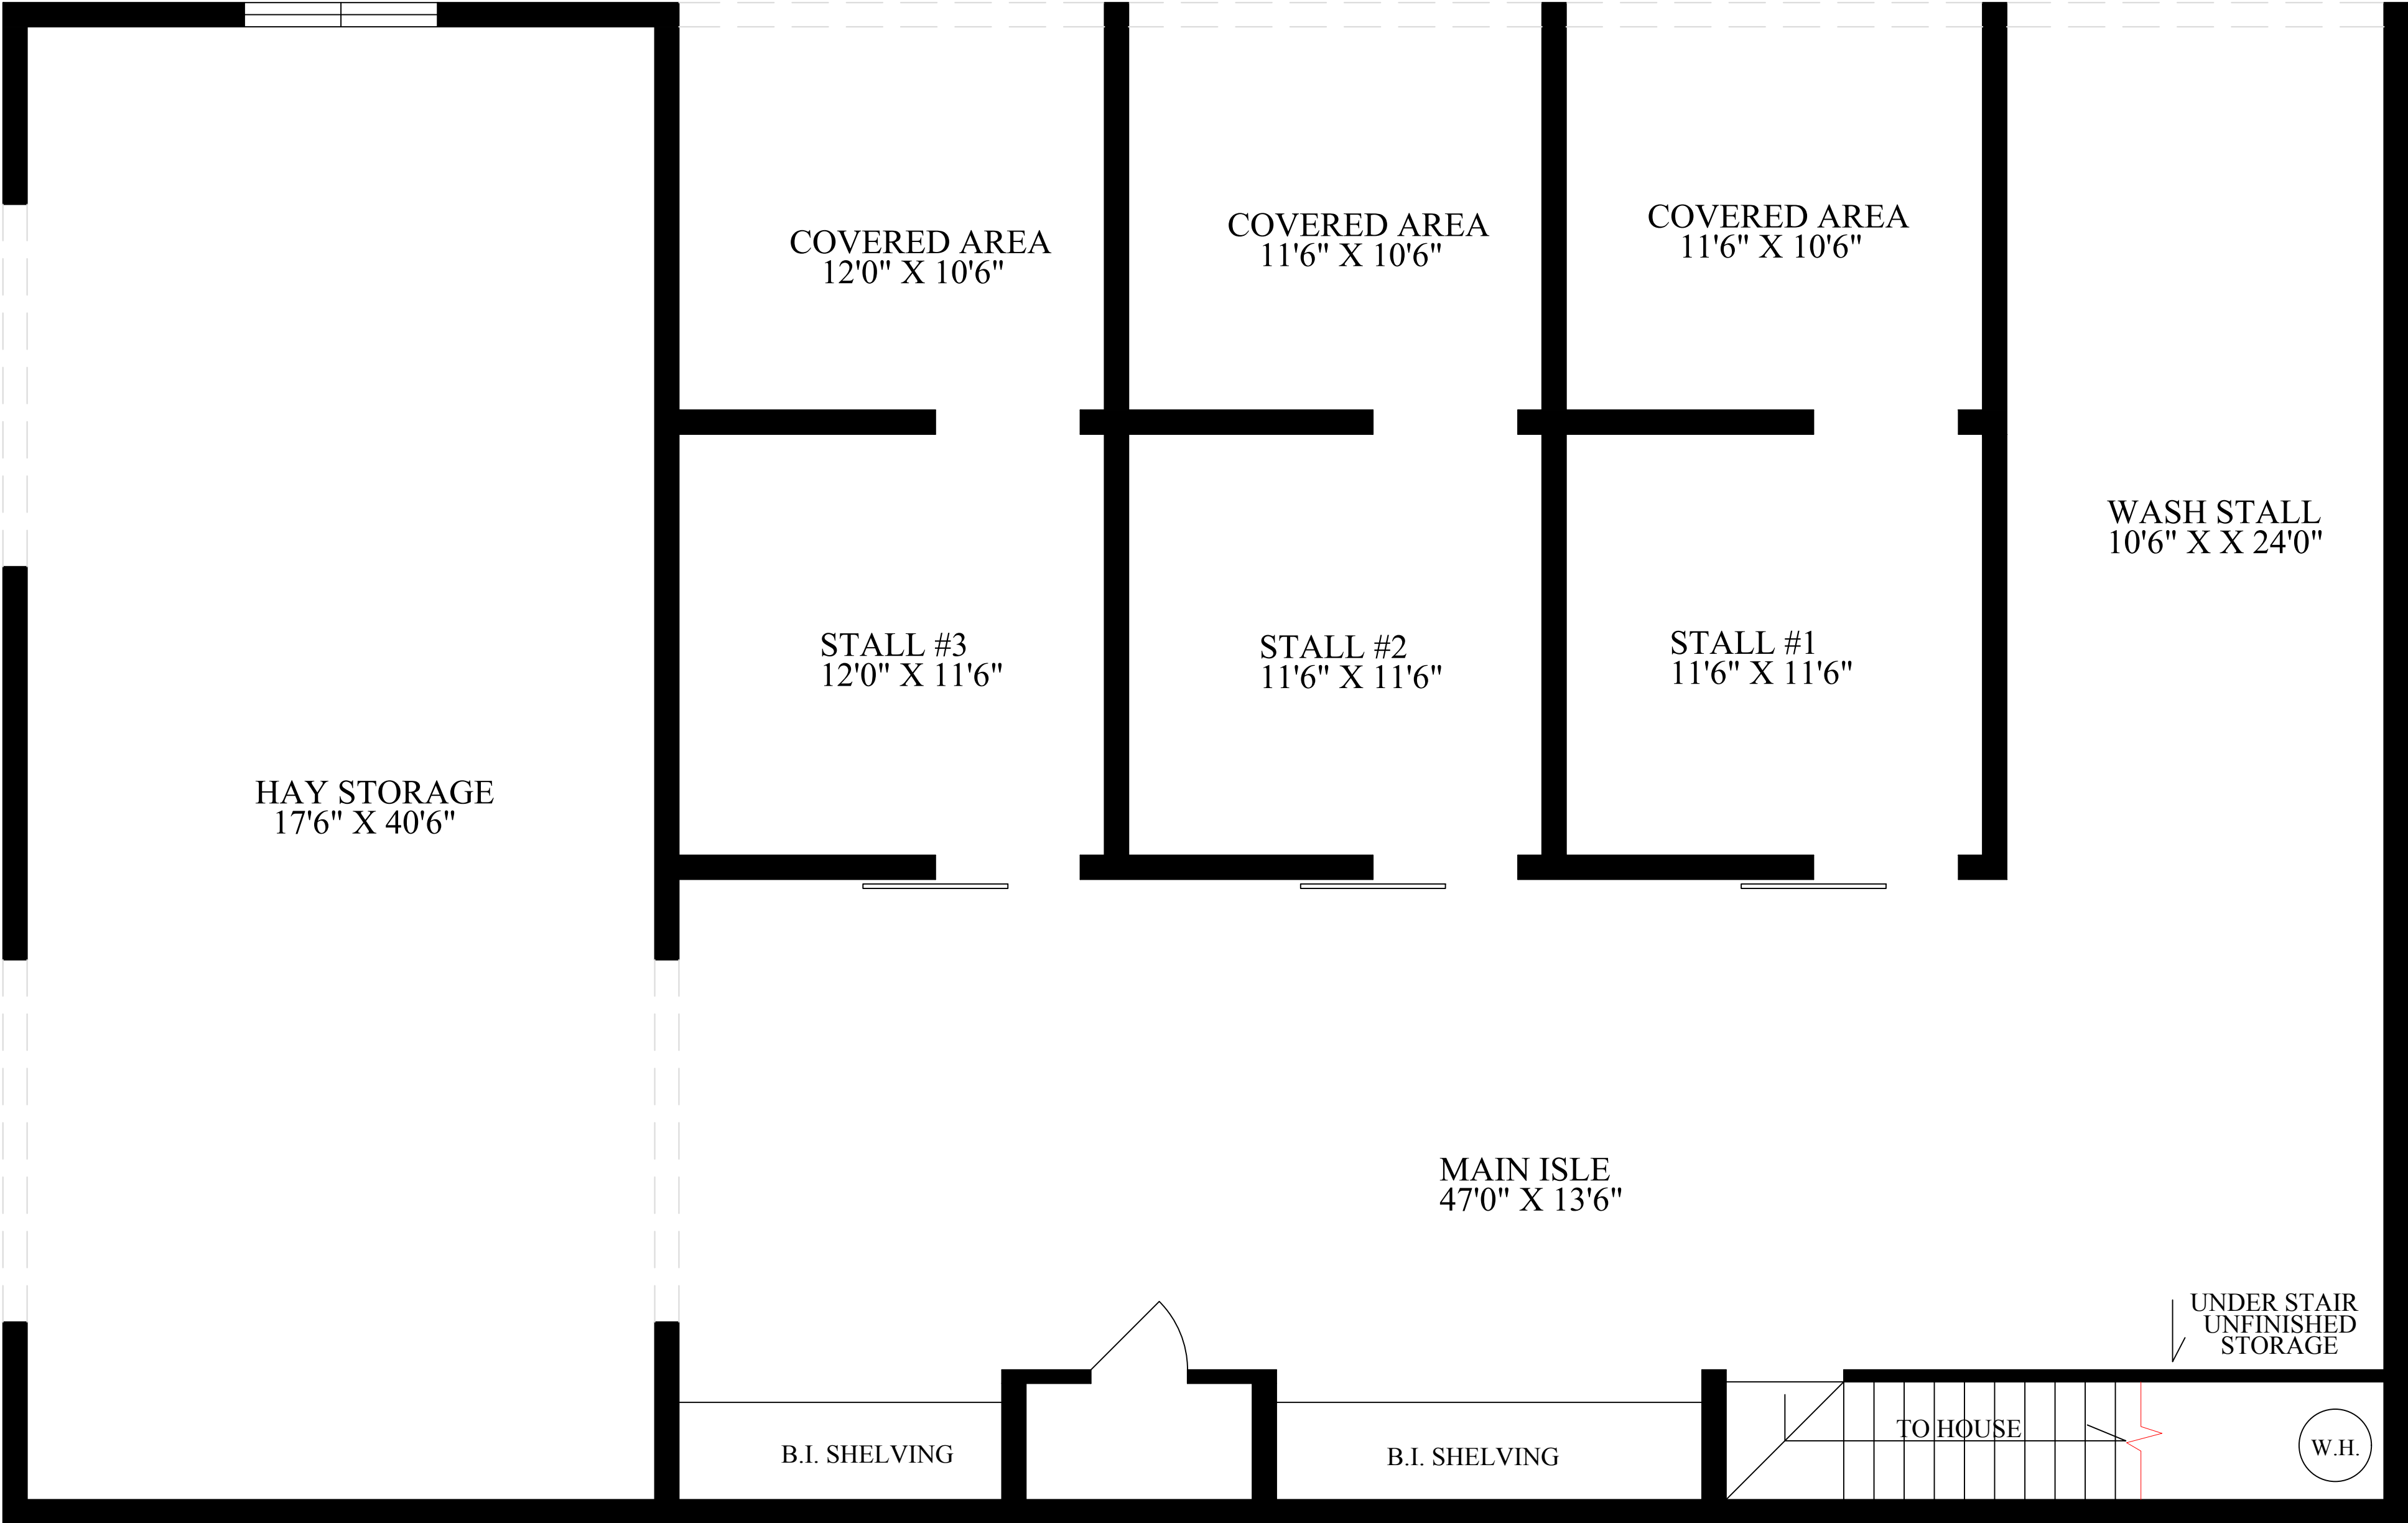 COVERED AREA
12'0" X 10'6"
COVERED AREA
11'6" X 10'6"
COVERED AREA
11'6" X 10'6"
WASH STALL
10'6" X X 24'0"
STALL #3
12'0" X 11'6"
STALL #2
11'6" X 11'6"
STALL #1
11'6" X 11'6"
HAY STORAGE
17'6" X 40'6"
MAIN ISLE
47'0" X 13'6"
UNDER STAIR
UNFINISHED
STORAGE
B.I. SHELVING
B.I. SHELVING
TO HOUSE
W.H.